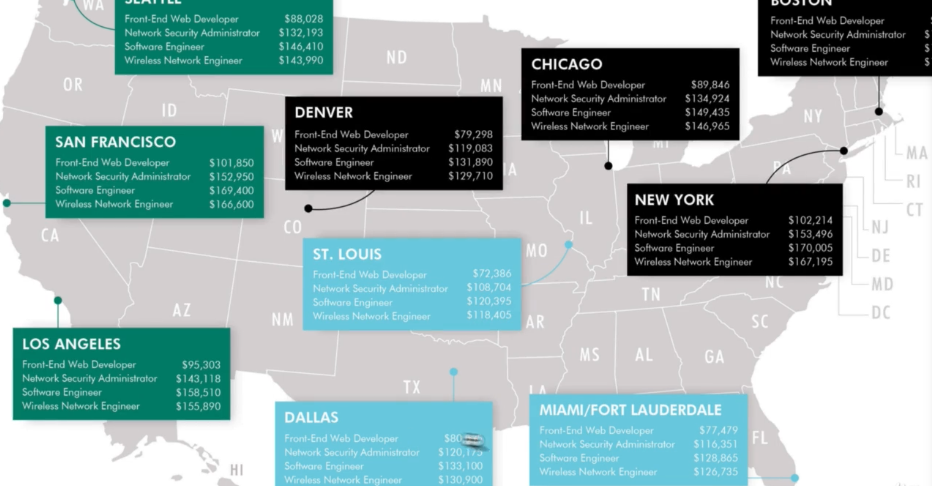 SEATTLE
Front-End Web Developer $88,028
Network Security Administrator $132,193
Software Engineer $146,410
Wireless Network Engineer $143,990
BOSTON
Front-End Web Developer
Network Security Administrator $
Software Engineer $
Wireless Network Engineer $
CHICAGO
Front-End Web Developer $89,846
Network Security Administrator $134,924
Software Engineer $149,435
Wireless Network Engineer $146,965
DENVER
Front-End Web Developer $79,298
Network Security Administrator $119,083
Software Engineer $131,890
Wireless Network Engineer $129,710
SAN FRANCISCO
Front-End Web Developer $101,850
Network Security Administrator $152,950
Software Engineer $169,400
Wireless Network Engineer $166,600
NEW YORK
Front-End Web Developer $102,214
Network Security Administrator $153,496
Software Engineer $170,005
Wireless Network Engineer $167,195
ST. LOUIS
Front-End Web Developer $72,386
Network Security Administrator $108,704
Software Engineer $120,395
Wireless Network Engineer $118,405
LOS ANGELES
Front-End Web Developer $95,303
Network Security Administrator $143,118
Software Engineer $158,510
Wireless Network Engineer $155,890
DALLAS
Front-End Web Developer
Network Security Administrator $120,175
Software Engineer $133,100
Wireless Network Engineer $130,900
MIAMI/FORT LAUDERDALE
Front-End Web Developer $77,479
Network Security Administrator $116,351
Software Engineer $128,865
Wireless Network Engineer $126,735
WA
OR
ID
ND
MN
NY
MA
RI
CT
NJ
DE
MD
DC
PA
IL
MO
CO
CA
AZ
NM
TX
AR
TN
NC
SC
MS
AL
GA
LA
FL
HI
MI
IA